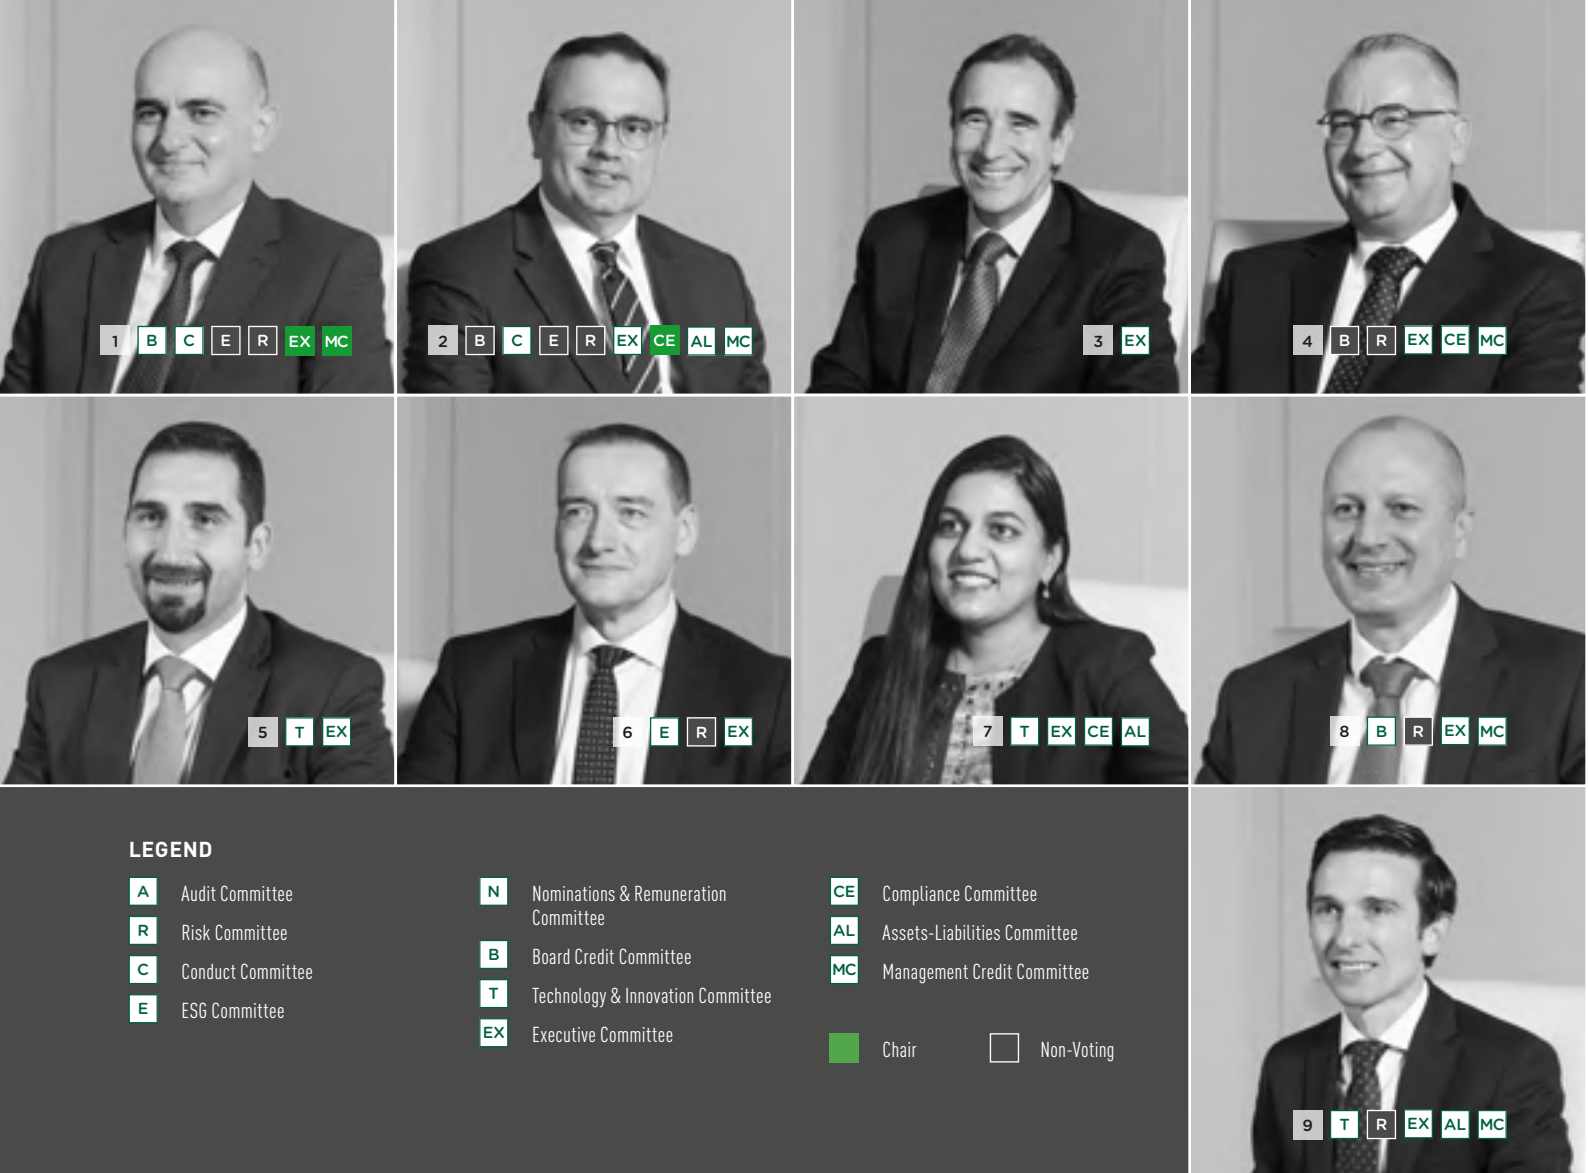 1 B C E R EX MC
2 B C E R EX CE AL MC
3 EX
4 B R EX CE MC
5 T EX
6 E R EX
7 T EX CE AL
8 B R EX MC
LEGEND
A Audit Committee
R Risk Committee
C Conduct Committee
E ESG Committee
N Nominations & Remuneration
Committee
B Board Credit Committee
T Technology & Innovation Committee
EX Executive Committee
CE Compliance Committee
AL Assets-Liabilities Committee
MC Management Credit Committee
Chair
Non-Voting
9 T R EX AL MC